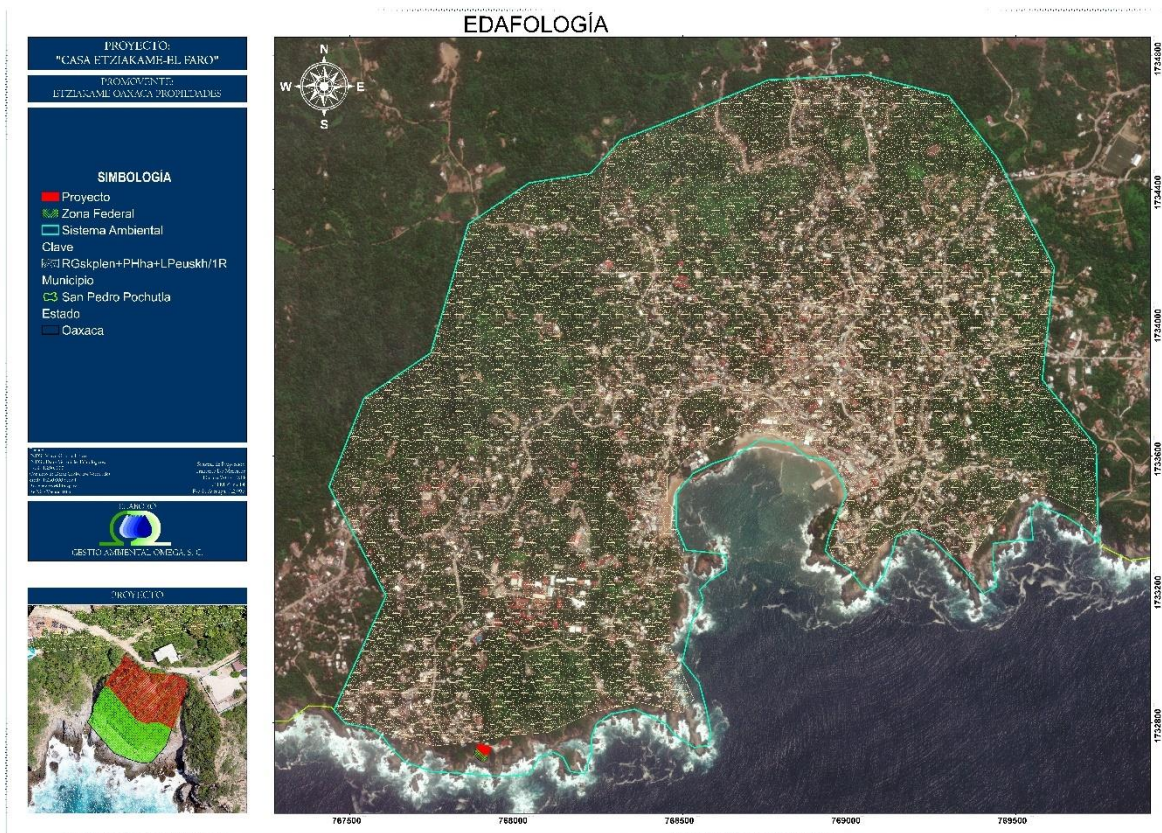 EDAFOLOGÍA
PROYECTO:
"CASA ETZIAKAME-EL FARO"
PROMOVENTE:
ETZIAKAME OAXACA PROPIEDADES
SIMBOLOGÍA
Proyecto
Zona Federal
Sistema Ambiental
Clave
RGskplen+PHha+LPeuskh/1R
Municipio
San Pedro Pochutla
Estado
Oaxaca
GESTIO AMBIENTAL OMEGA, S. C.
PROYECTO
N
W
E
S
1734800
1734400
1734000
1733600
1733200
1732800
767500
768000
768500
769000
769500